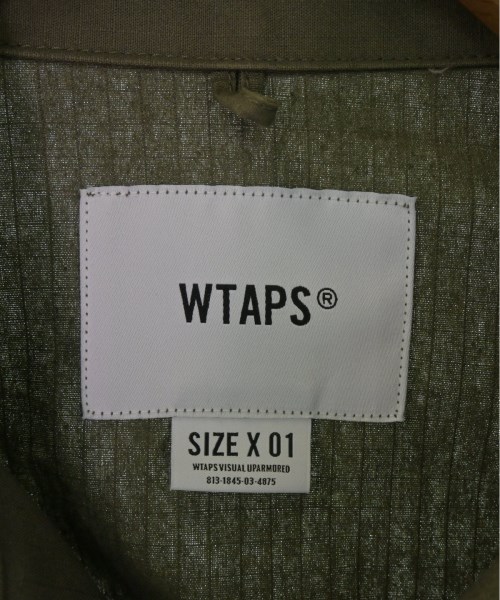 WTAPS®
SIZE X 01
WTAPS VISUAL UPARMORED
813-1845-03-4875